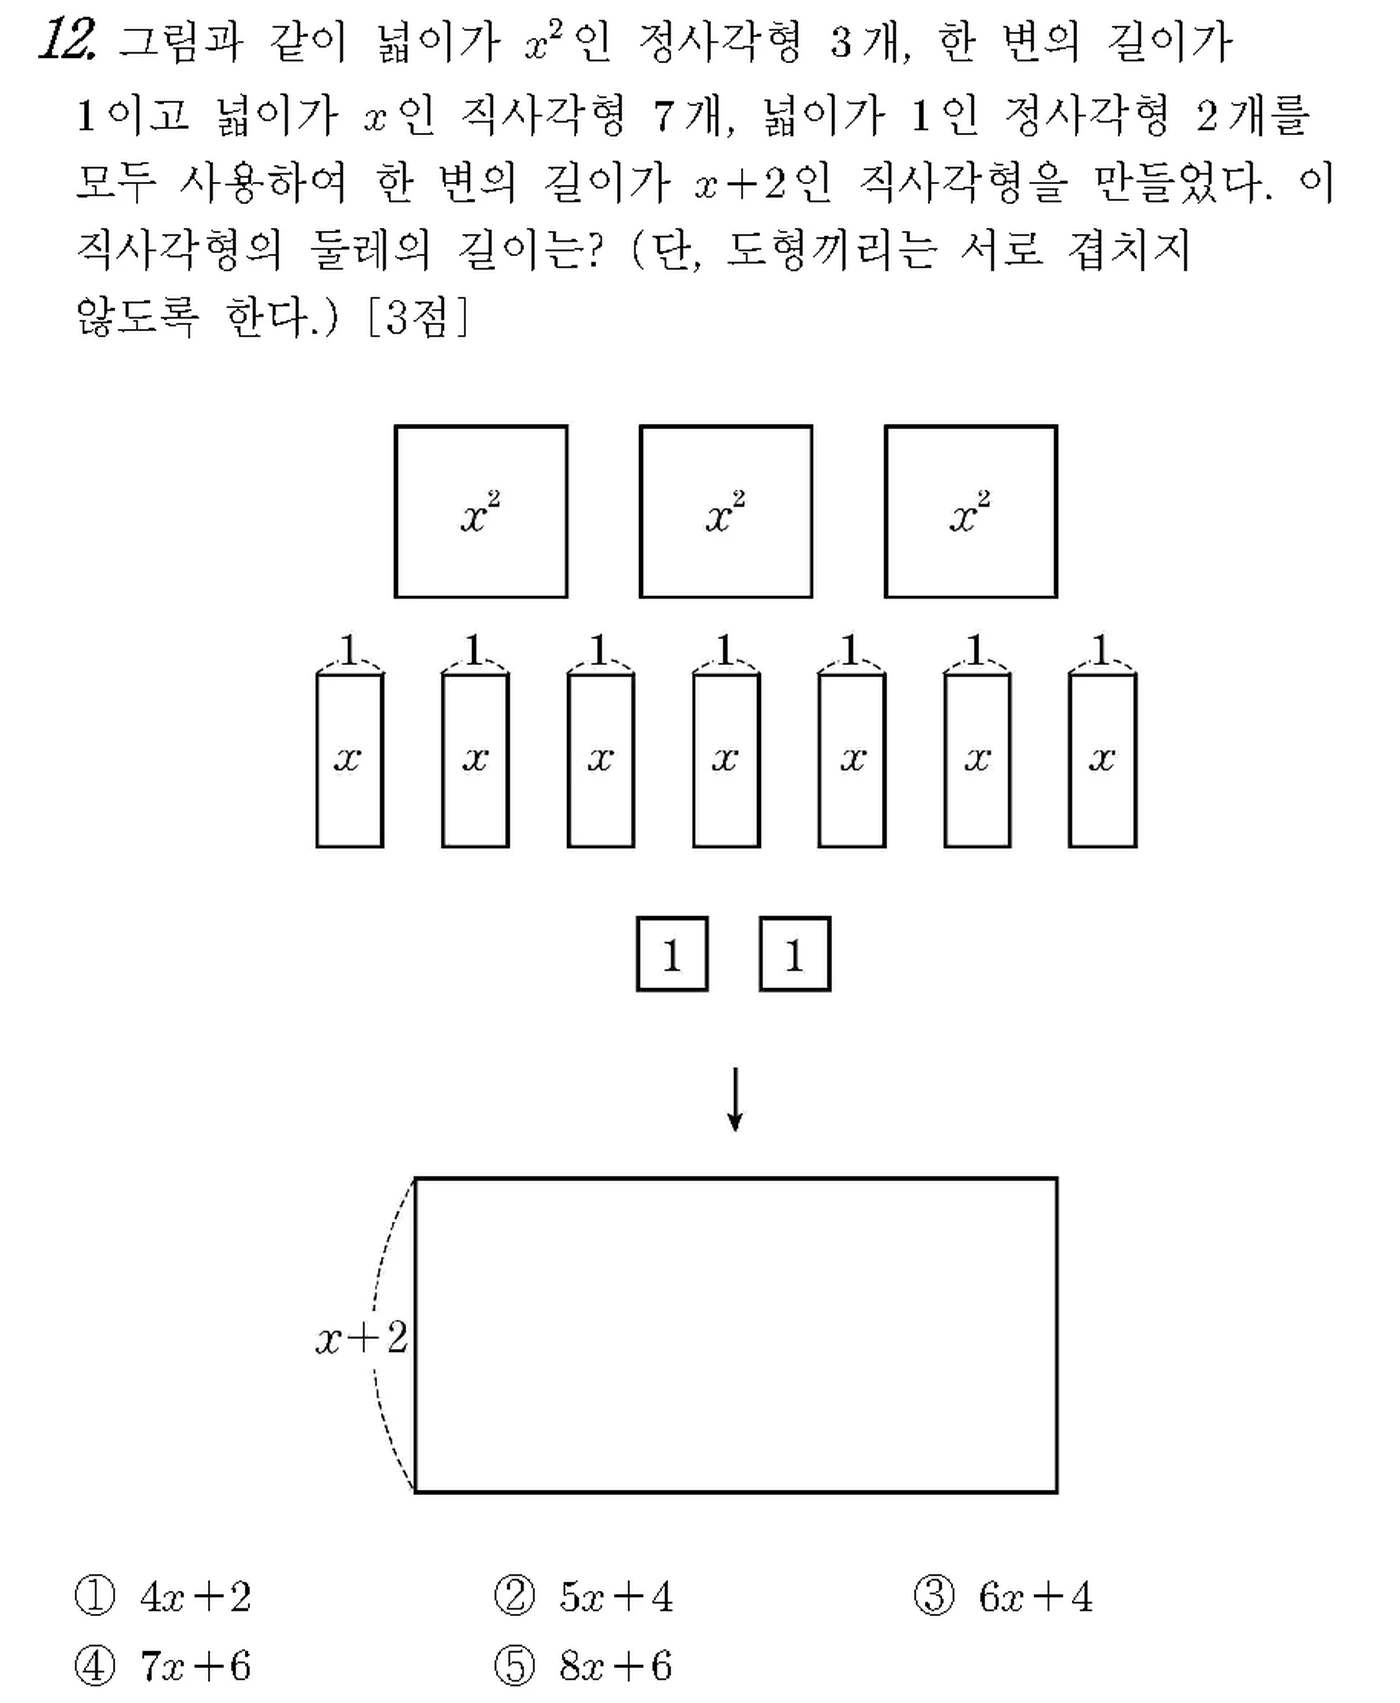 12. 그림과 같이 넓이가 x²인 정사각형 3개, 한 변의 길이가
1이고 넓이가 x인 직사각형 7개, 넓이가 1인 정사각형 2개를
모두 사용하여 한 변의 길이가 x+2인 직사각형을 만들었다. 이
직사각형의 둘레의 길이는? (단, 도형끼리는 서로 겹치지
않도록 한다.) [3점]
x² x² x²
1 1 1 1 1 1 1
x x x x x x x
1 1
x+2
① 4x+2 ② 5x+4 ③ 6x+4
④ 7x+6 ⑤ 8x+6